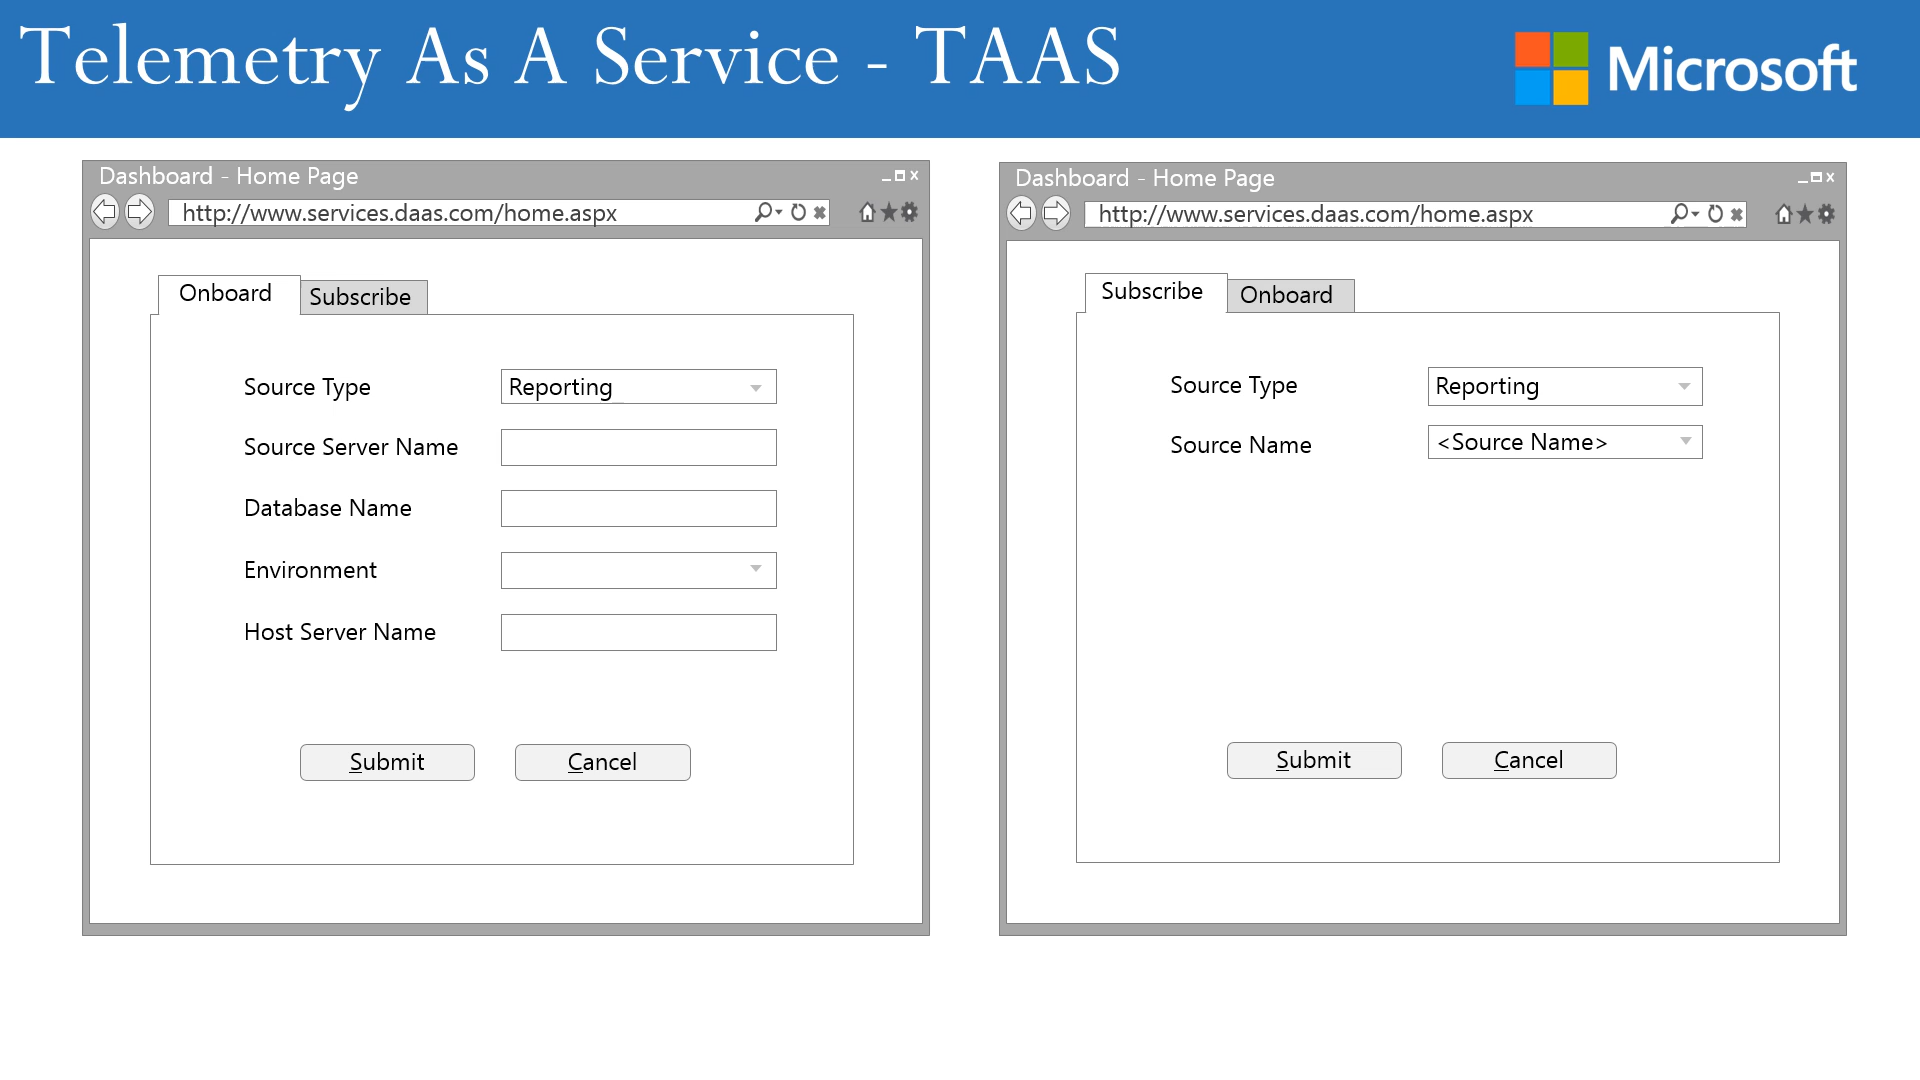 Telemetry As A Service - TAAS
Microsoft
Dashboard - Home Page
http://www.services.daas.com/home.aspx
Onboard
Subscribe
Source Type
Reporting
Source Server Name
Database Name
Environment
Host Server Name
Submit
Cancel
Dashboard - Home Page
http://www.services.daas.com/home.aspx
Subscribe
Onboard
Source Type
Reporting
Source Name
<Source Name>
Submit
Cancel